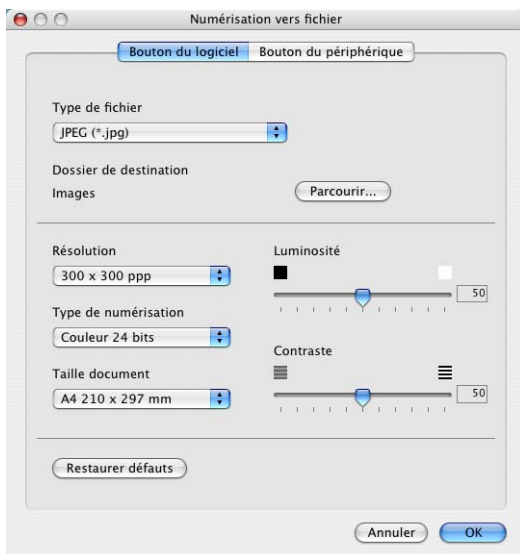 Numérisation vers fichier
Bouton du logiciel Bouton du périphérique
Type de fichier
JPEG (*.jpg)
Dossier de destination
Images Parcourir...
Résolution
300 x 300 ppp
Type de numérisation
Couleur 24 bits
Taille document
A4 210 x 297 mm
Luminosité
50
Contraste
50
Restaurer défauts
Annuler OK